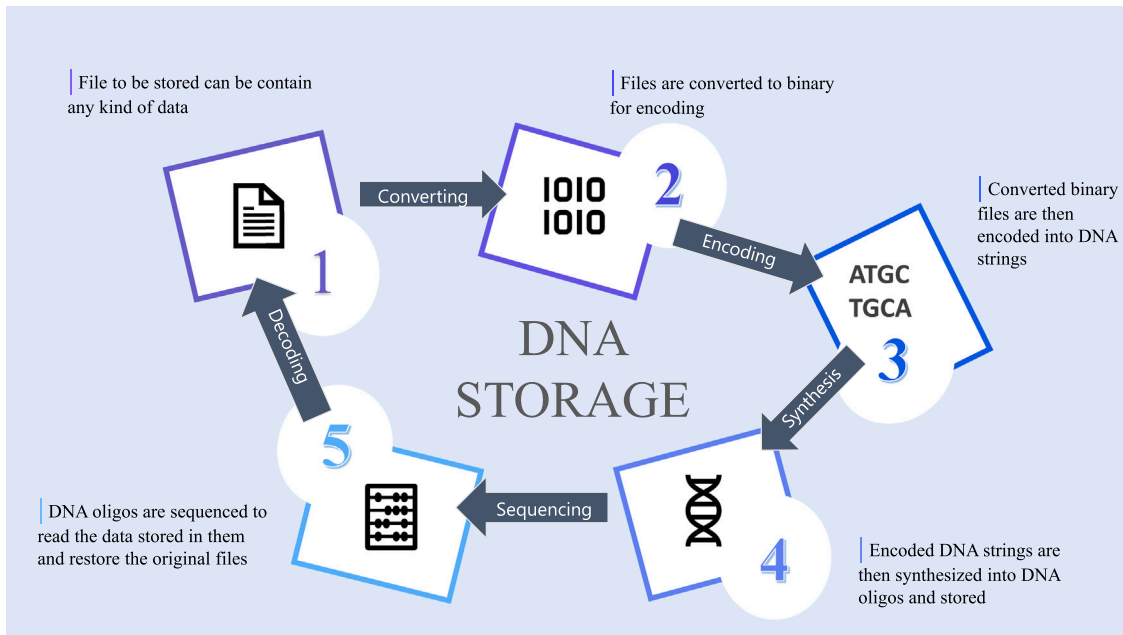 File to be stored can be contain
any kind of data
1
Converting
Files are converted to binary
for encoding
1010
1010
2
Encoding
Converted binary
files are then
encoded into DNA
strings
ATGC
TGCA
3
DNA
STORAGE
Synthesis
Encoded DNA strings are
then synthesized into DNA
oligos and stored
4
Sequencing
DNA oligos are sequenced to
read the data stored in them
and restore the original files
5
Decoding